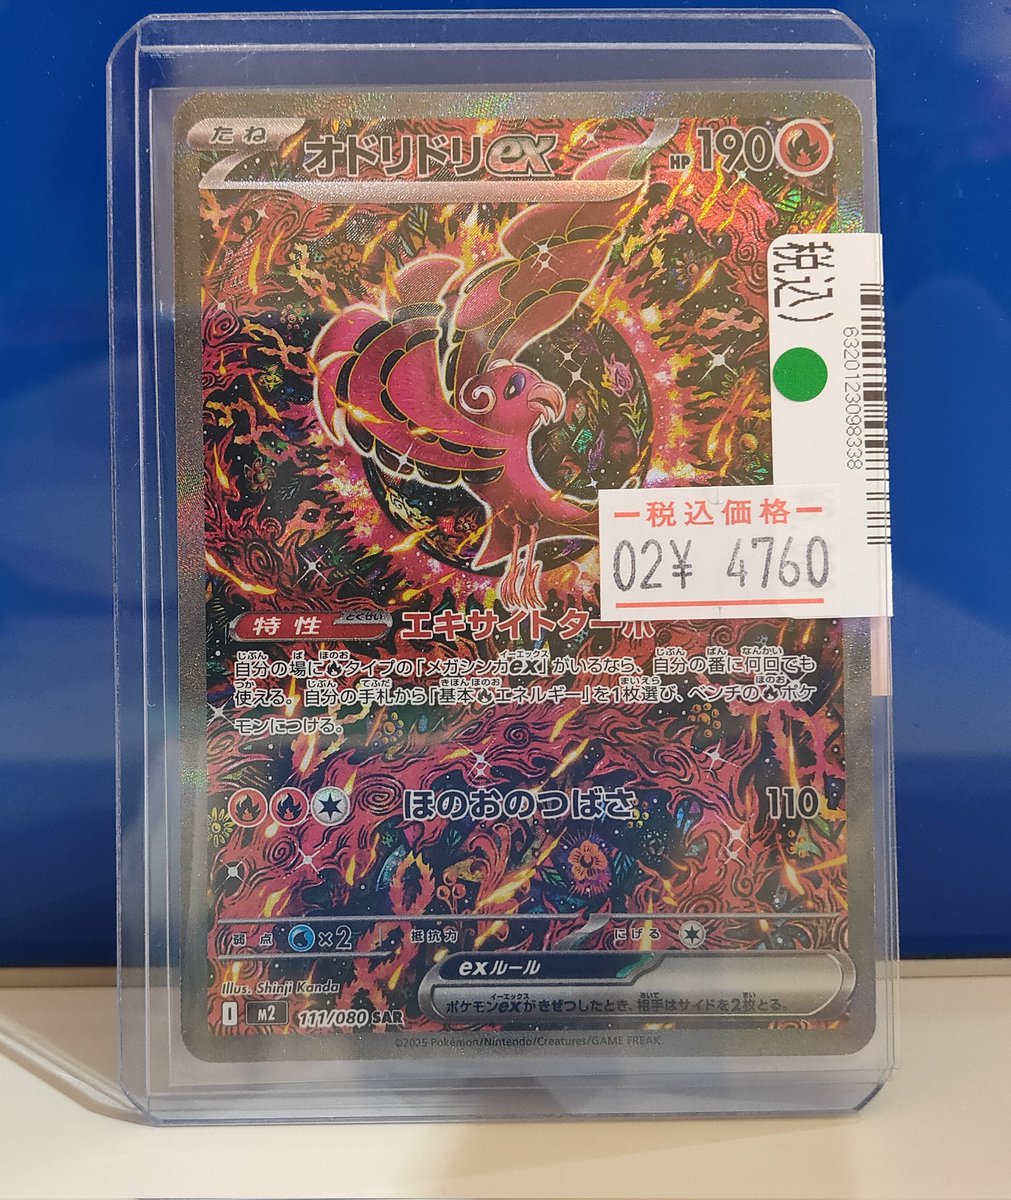 たね オドリドリex HP 190
税込)
6320123098338
税込価格
02¥ 4760
特性 とくせい エキサイトターボ
自分の場に🔥タイプの「メガシンカex」がいるなら、自分の番に何回でも
使える。自分の手札から「基本🔥エネルギー」を1枚選び、ベンチの🔥ポケ
モンにつける。
ほのおのつばさ 110
弱点 ×2 抵抗力 にげる
exルール
ポケモンexがきぜつしたとき、相手はサイドを2枚とる。
Illus. Shinji Kanda
I M2 111/080 SAR
©2025 Pokémon/Nintendo/Creatures/GAME FREAK.